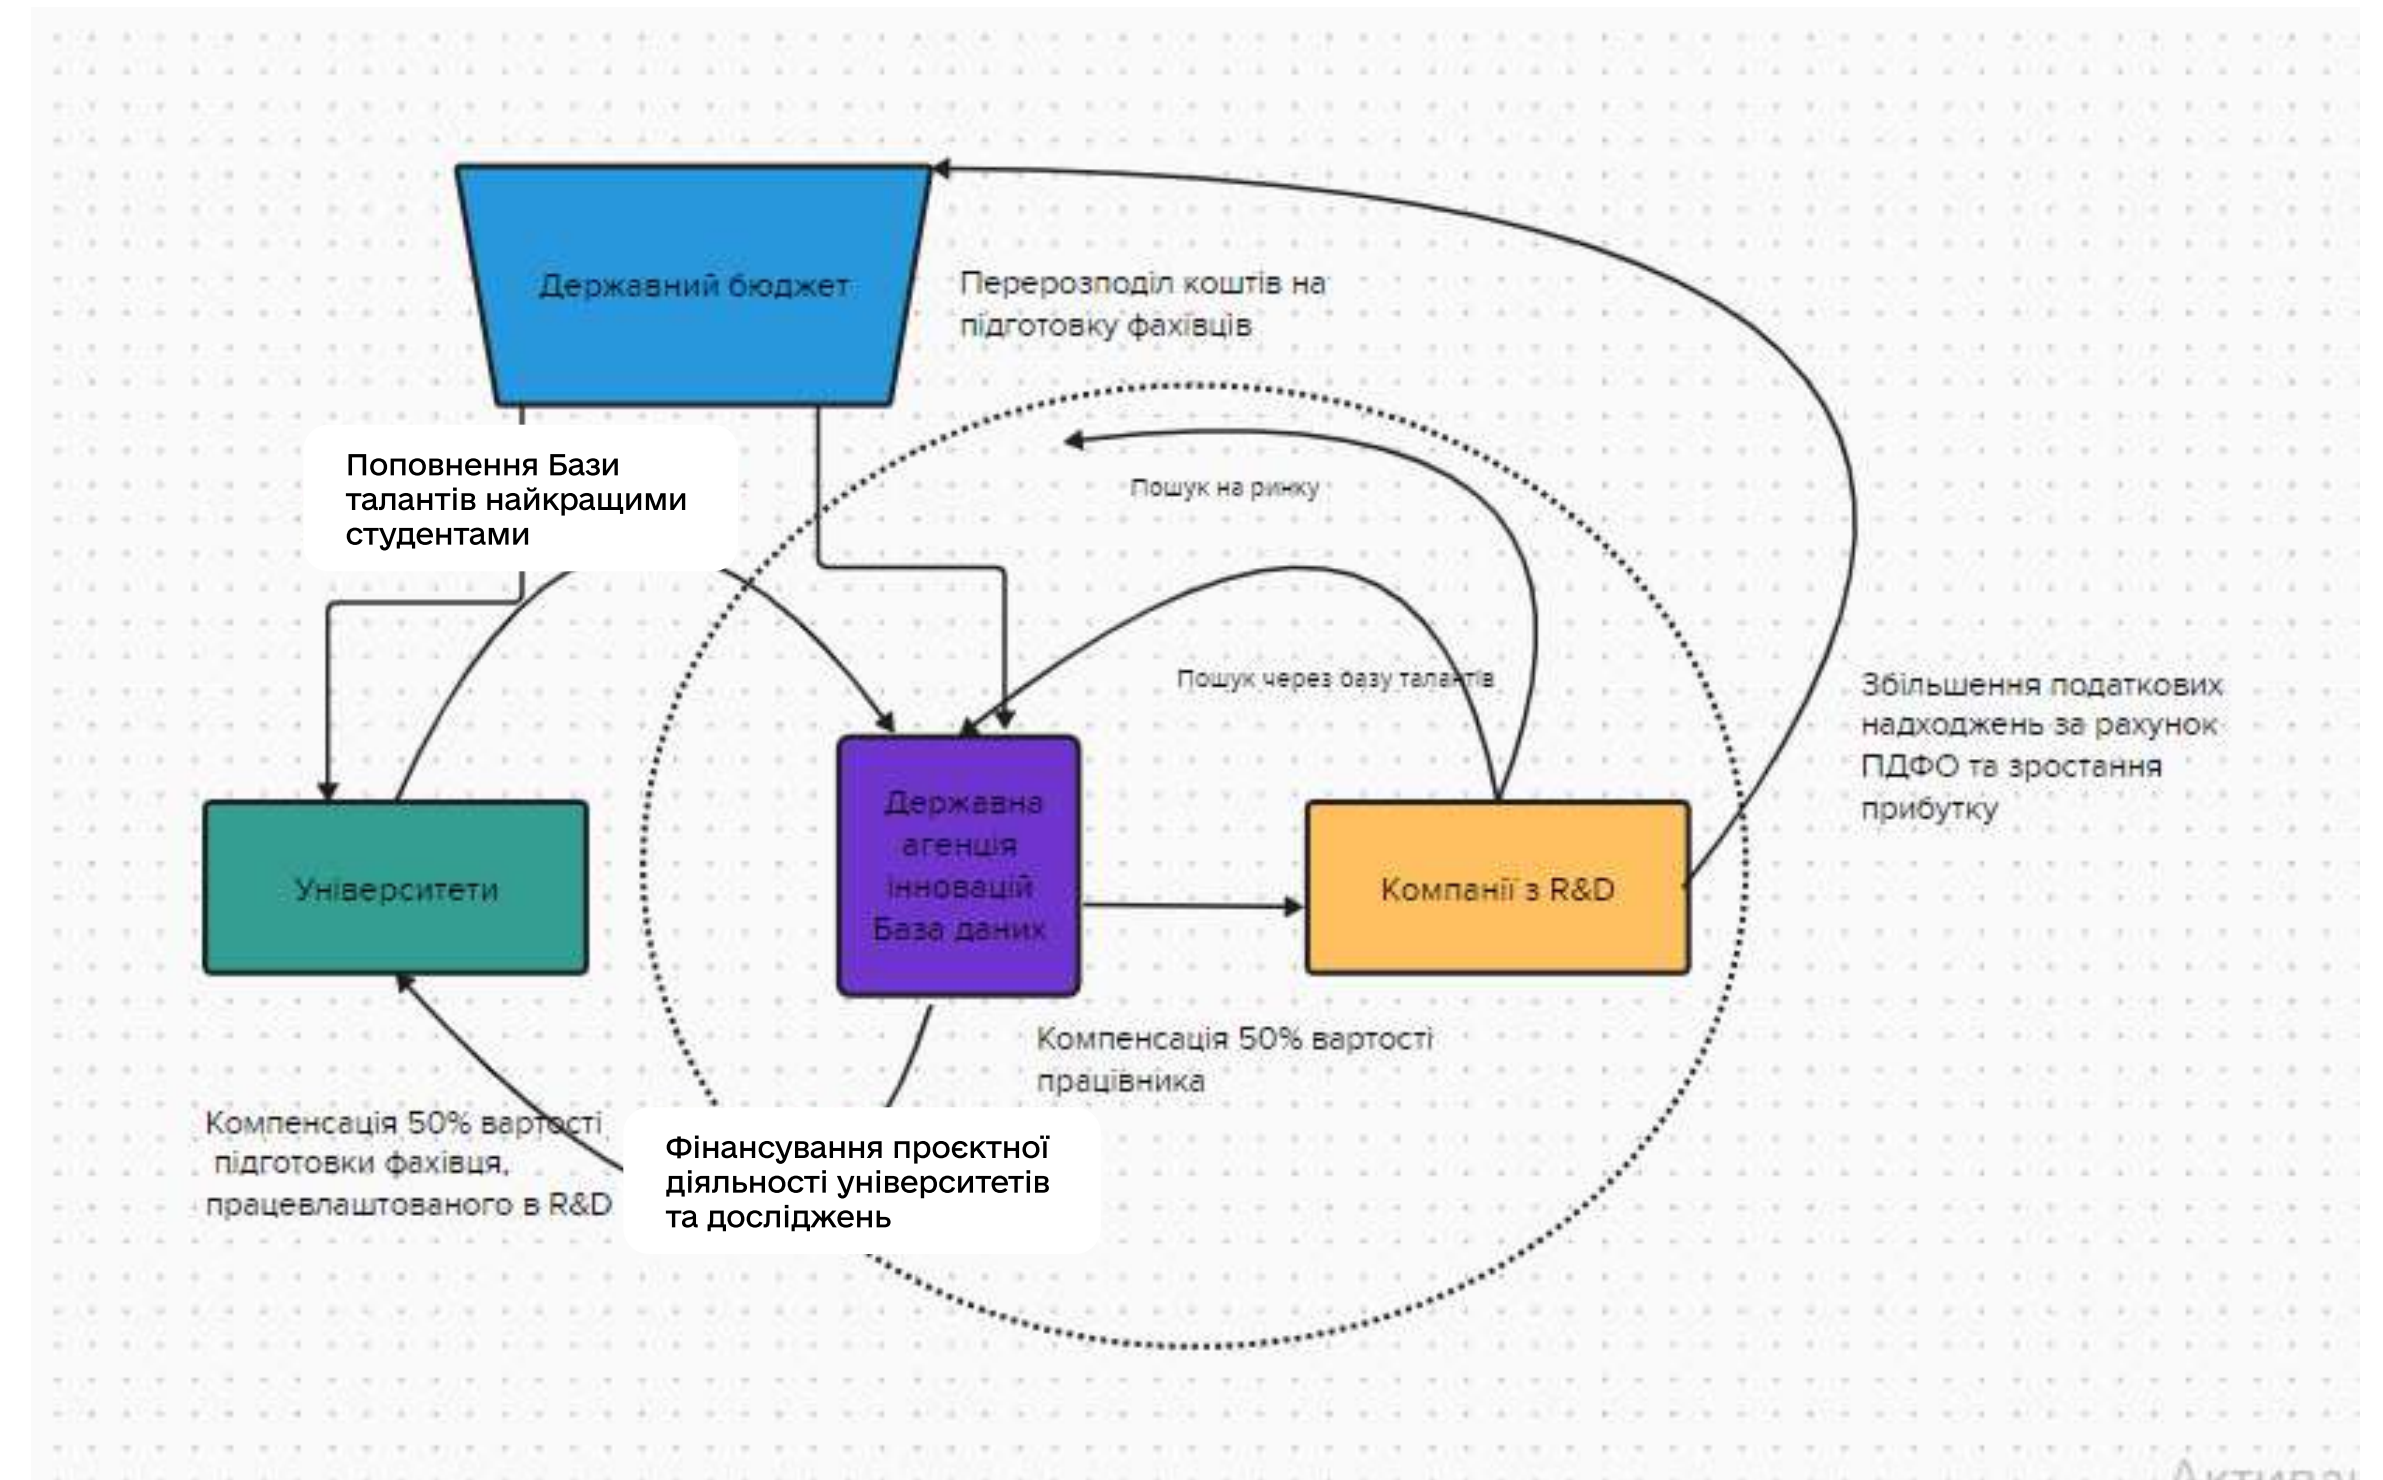 Державний бюджет
Перерозподіл коштів на
підготовку фахівців
Поповнення Бази
талантів найкращими
студентами
Пошук на ринку
Пошук через базу талантів
Збільшення податкових
надходжень за рахунок
ПДФО та зростання
прибутку
Університети
Державна
агенція
інновацій
База даних
Компанії з R&D
Компенсація 50% вартості
працівника
Компенсація 50% вартості
підготовки фахівця,
працевлаштованого в R&D
Фінансування проєктної
діяльності університетів
та досліджень